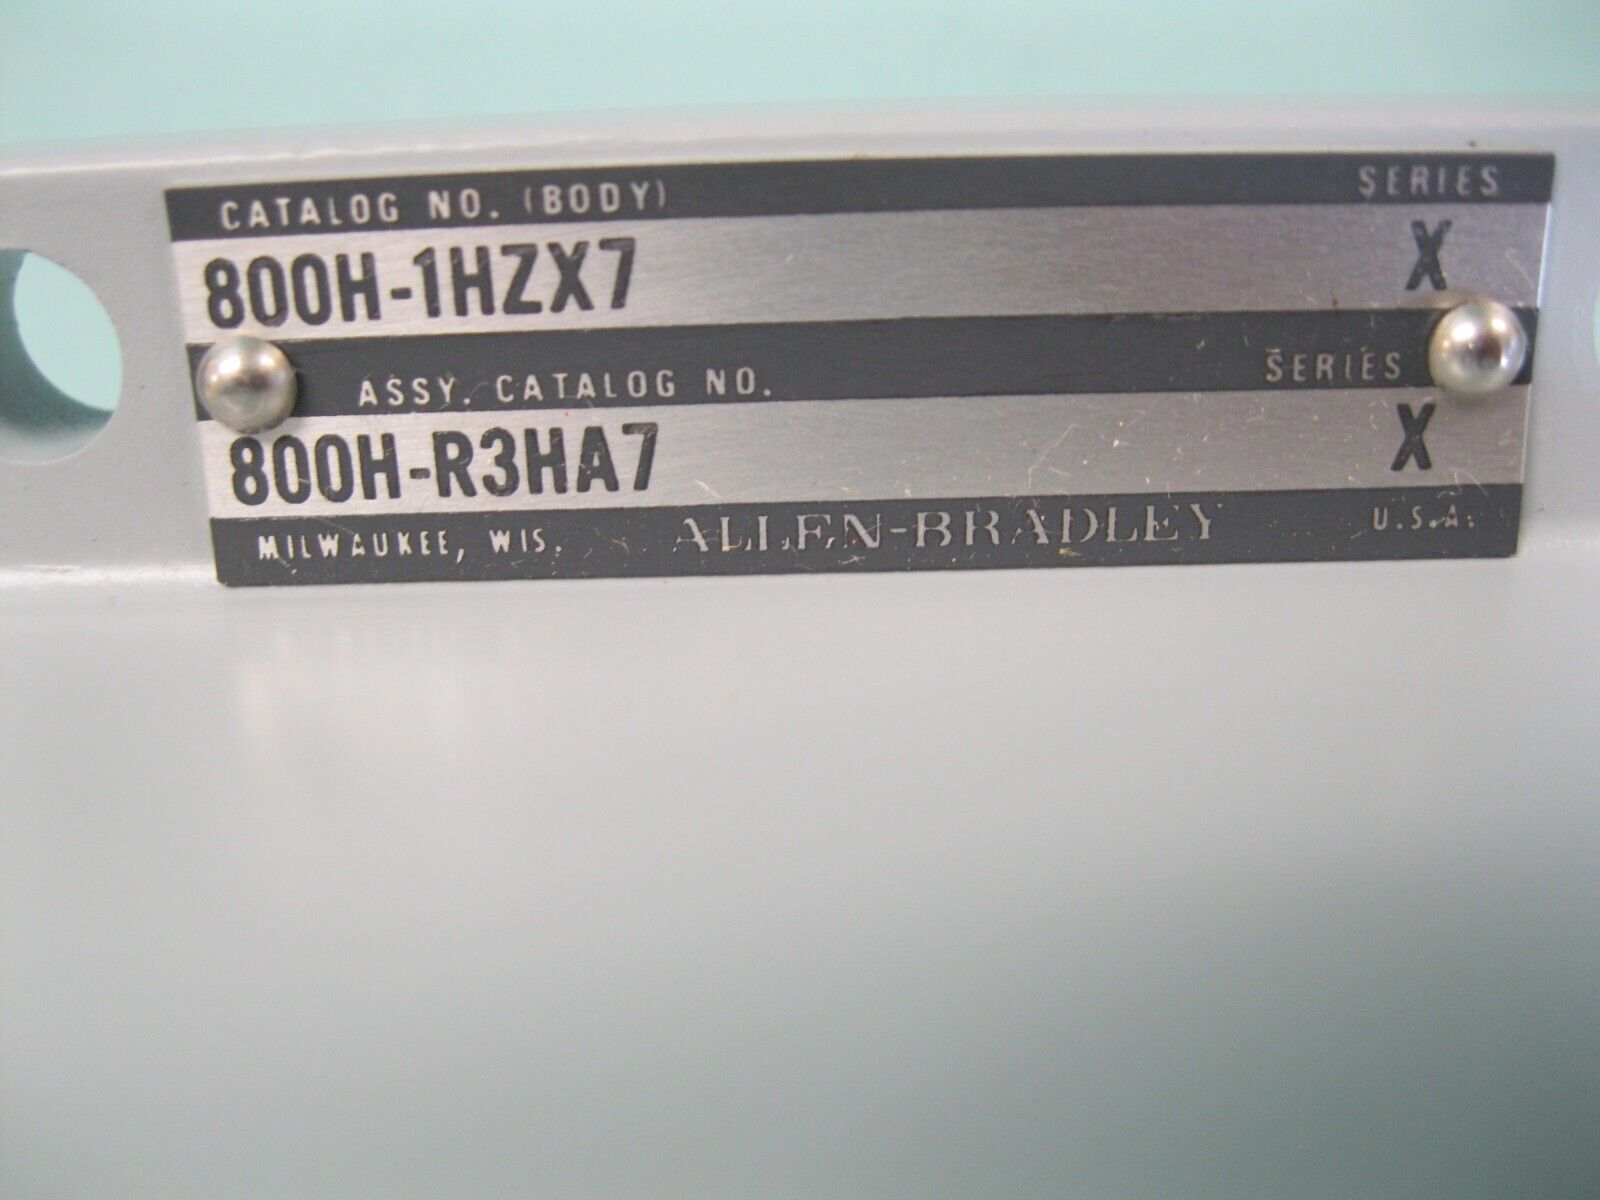 CATALOG NO. (BODY) SERIES
800H-1HZX7 X
ASSY. CATALOG NO. SERIES
800H-R3HA7 X
MILWAUKEE, WIS. ALLEN-BRADLEY U.S.A.